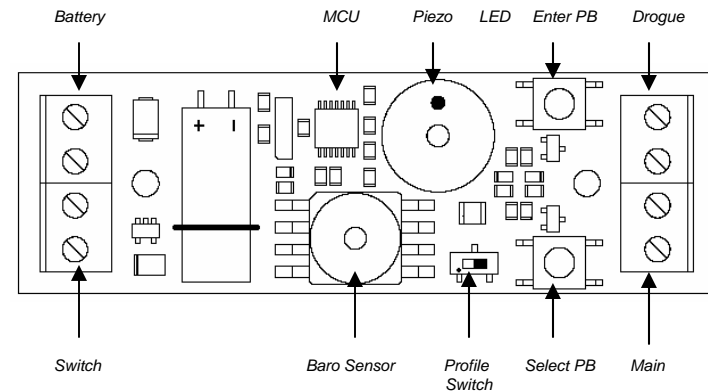 Battery MCU Piezo LED Enter PB Drogue
+ –
Switch Baro Sensor Profile Select PB Main
Switch